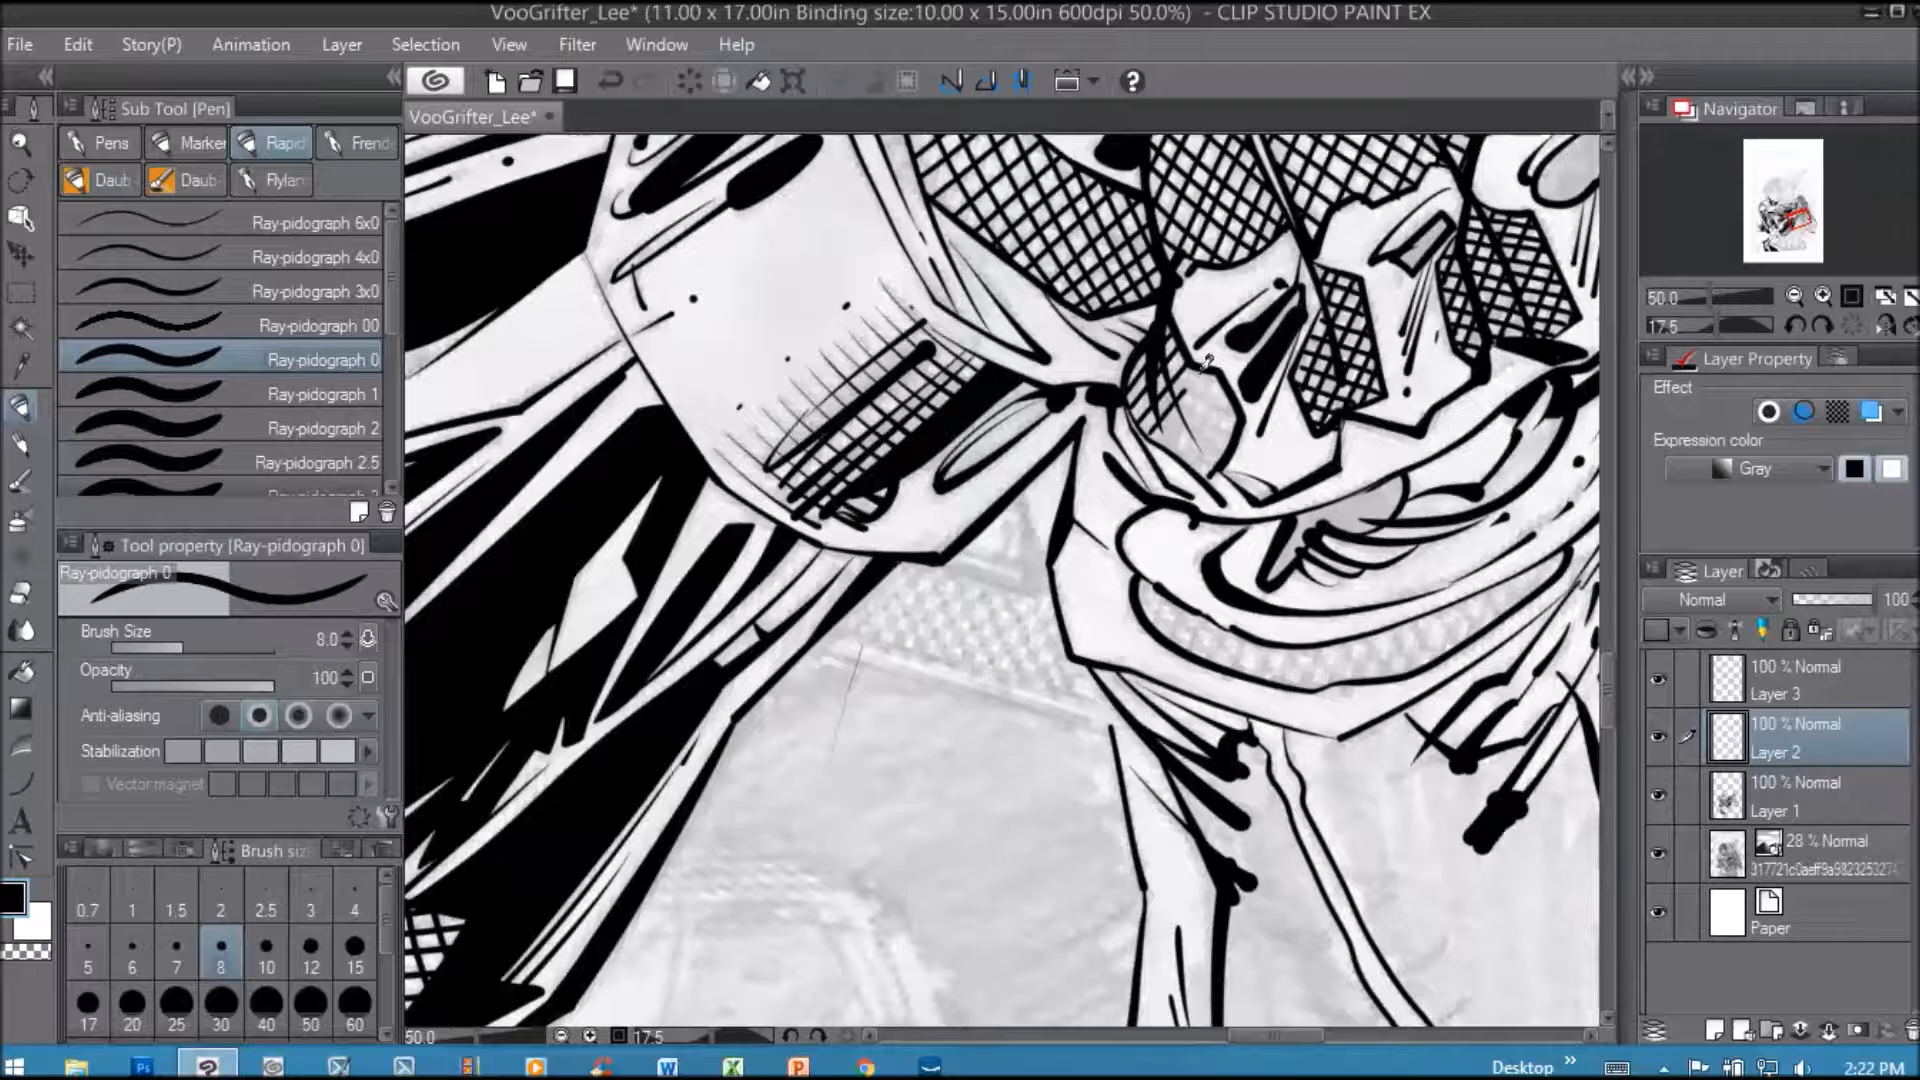 VooGrifter_Lee* (11.00 x 17.00in Binding size:10.00 x 15.00in 600dpi 50.0%) - CLIP STUDIO PAINT EX
File Edit Story(P) Animation Layer Selection View Filter Window Help
Sub Tool [Pen]
VooGrifter_Lee*
Navigator
Pens Marker Rapid Frend
Daub Daub Flylan
Ray-pidograph 6x0
Ray-pidograph 4x0
Ray-pidograph 3x0
Ray-pidograph 00
Ray-pidograph 0
Ray-pidograph 1
Ray-pidograph 2
Ray-pidograph 2.5
50.0
17.5
Layer Property
Effect
Expression color
Gray
Tool property [Ray-pidograph 0]
Ray-pidograph 0
Brush Size 8.0
Opacity 100
Anti-aliasing
Stabilization
Vector magnet
Layer
Normal 100
100 % Normal
Layer 3
100 % Normal
Layer 2
100 % Normal
Layer 1
28 % Normal
Paper
Brush siz
0.7 1 1.5 2 2.5 3 4
5 6 7 8 10 12 15
17 20 25 30 40 50 60
50.0 17.5
Ps W X P
Desktop » 2:22 PM